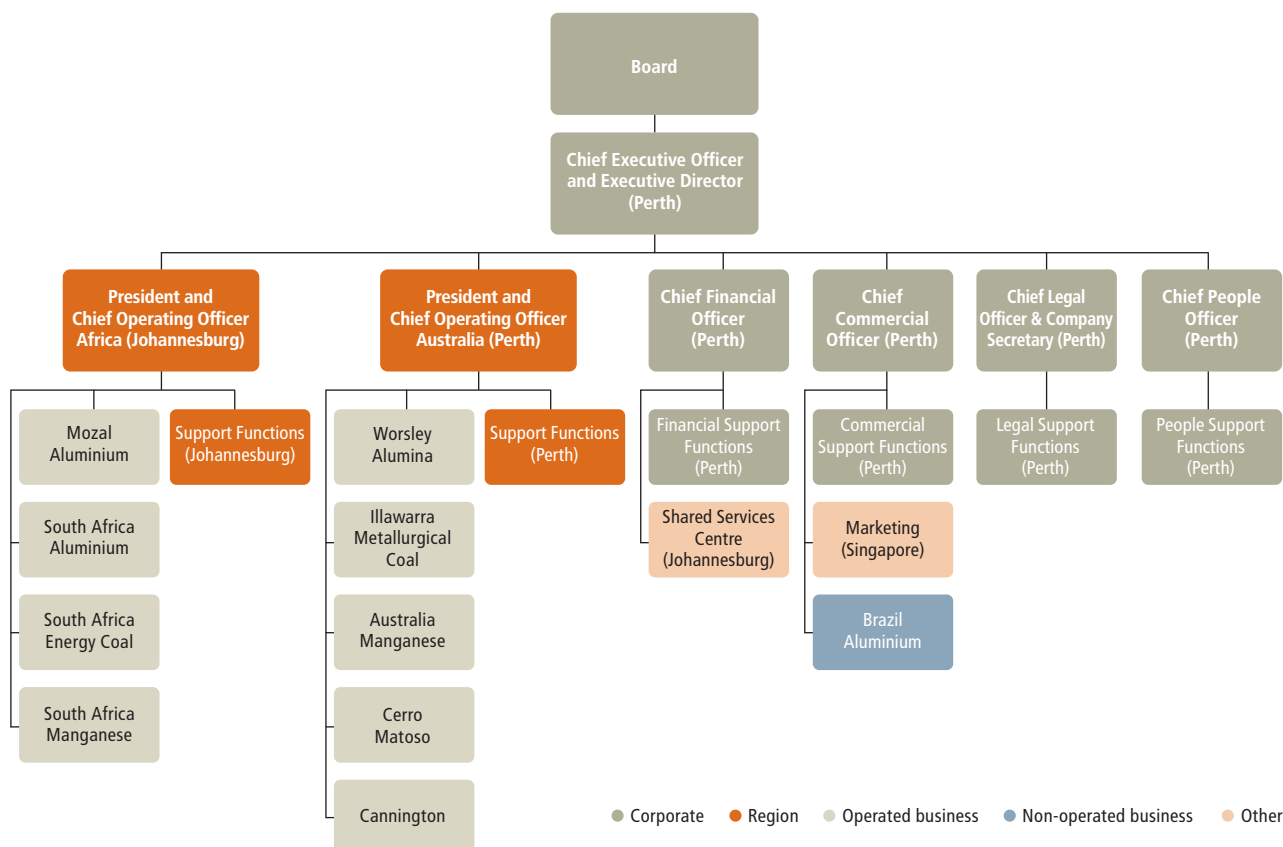 Board
Chief Executive Officer
and Executive Director
(Perth)
President and
Chief Operating Officer
Africa (Johannesburg)
President and
Chief Operating Officer
Australia (Perth)
Chief Financial
Officer
(Perth)
Chief
Commercial
Officer (Perth)
Chief Legal
Officer & Company
Secretary (Perth)
Chief People
Officer
(Perth)
Mozal
Aluminium
Support Functions
(Johannesburg)
Worsley
Alumina
Support Functions
(Perth)
Financial Support
Functions
(Perth)
Commercial
Support Functions
(Perth)
Legal Support
Functions
(Perth)
People Support
Functions
(Perth)
South Africa
Aluminium
Illawarra
Metallurgical
Coal
Shared Services
Centre
(Johannesburg)
Marketing
(Singapore)
South Africa
Energy Coal
Australia
Manganese
Brazil
Aluminium
South Africa
Manganese
Cerro
Matoso
Cannington
Corporate
Region
Operated business
Non-operated business
Other